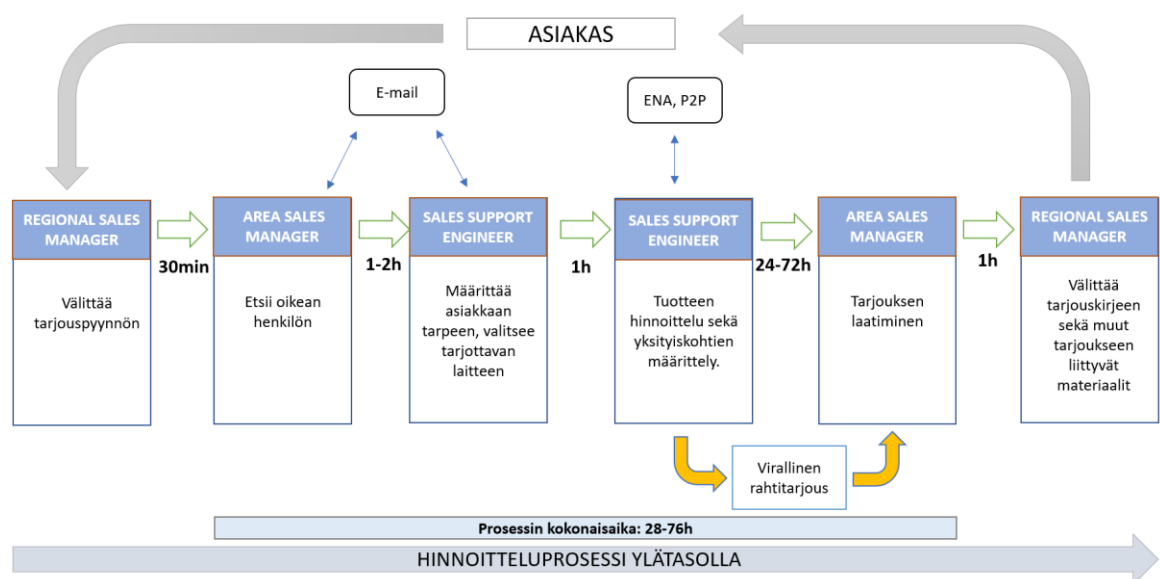 ASIAKAS
E-mail
ENA, P2P
REGIONAL SALES
MANAGER
Välittää
tarjouspyynnön
30min
AREA SALES
MANAGER
Etsii oikean
henkilön
1-2h
SALES SUPPORT
ENGINEER
Määrittää
asiakkaan
tarpeen, valitsee
tarjottavan
laitteen
1h
SALES SUPPORT
ENGINEER
Tuotteen
hinnoittelu sekä
yksityiskohtien
määrittely.
24-72h
AREA SALES
MANAGER
Tarjouksen
laatiminen
1h
REGIONAL SALES
MANAGER
Välittää
tarjouskirjeen
sekä muut
tarjoukseen
liittyvät
materiaalit
Virallinen
rahtitarjous
Prosessin kokonaisaika: 28-76h
HINNOITTELUPROSESSI YLÄTASOLLA